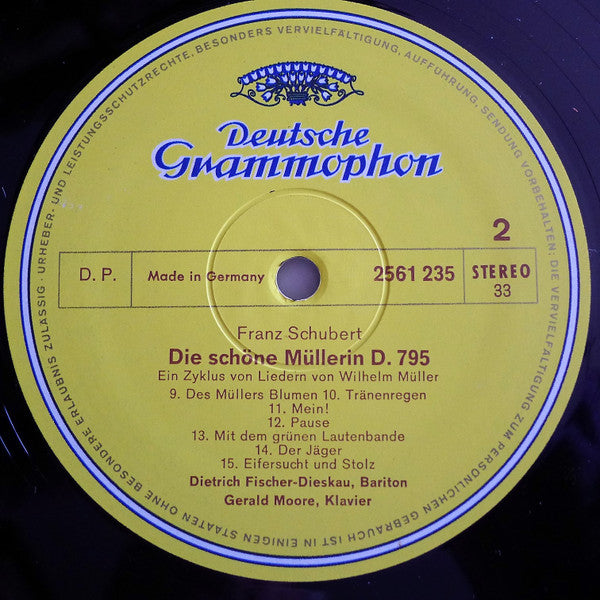 Deutsche
Grammophon
2
D. P.
Made in Germany
2561 235
STEREO
33
Franz Schubert
Die schöne Müllerin D. 795
Ein Zyklus von Liedern von Wilhelm Müller
9. Des Müllers Blumen 10. Tränenregen
11. Mein!
12. Pause
13. Mit dem grünen Lautenbande
14. Der Jäger
15. Eifersucht und Stolz
Dietrich Fischer-Dieskau, Bariton
Gerald Moore, Klavier
URHEBER- UND LEISTUNGSSCHUTZRECHTE, BESONDERS VERVIELFÄLTIGUNG, AUFFÜHRUNG, SENDUNG VORBEHALTEN; DIE VERVIELFÄLTIGUNG ZUM PERSÖNLICHEN GEBRAUCH IST IN EINIGEN STAATEN OHNE BESONDERE ERLAUBNIS ZULÄSSIG ·